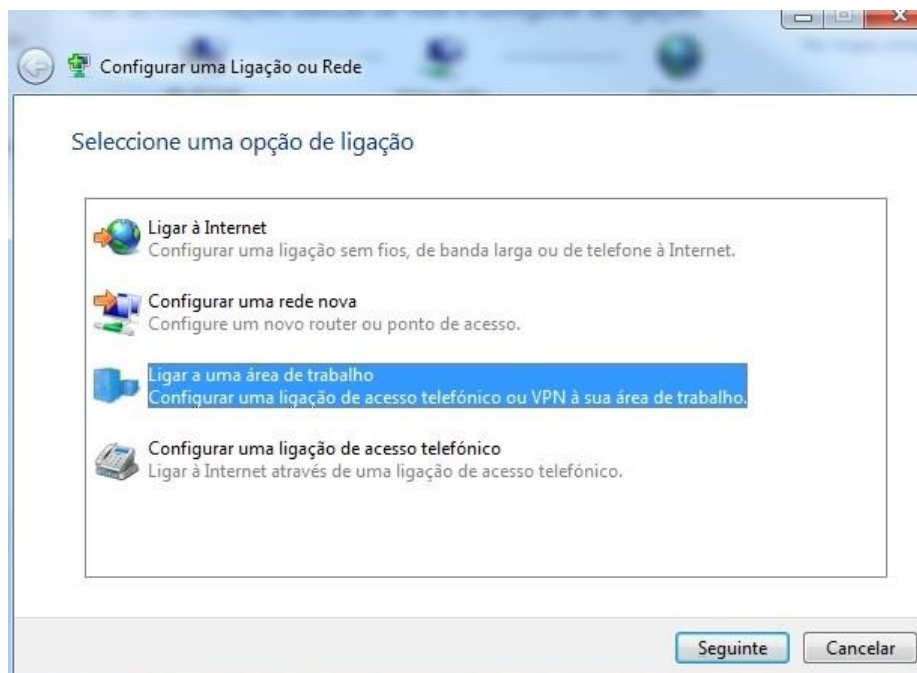 Configurar uma Ligação ou Rede
Seleccione uma opção de ligação
Ligar à Internet
Configurar uma ligação sem fios, de banda larga ou de telefone à Internet.
Configurar uma rede nova
Configure um novo router ou ponto de acesso.
Ligar a uma área de trabalho
Configurar uma ligação de acesso telefónico ou VPN à sua área de trabalho.
Configurar uma ligação de acesso telefónico
Ligar à Internet através de uma ligação de acesso telefónico.
Seguinte
Cancelar